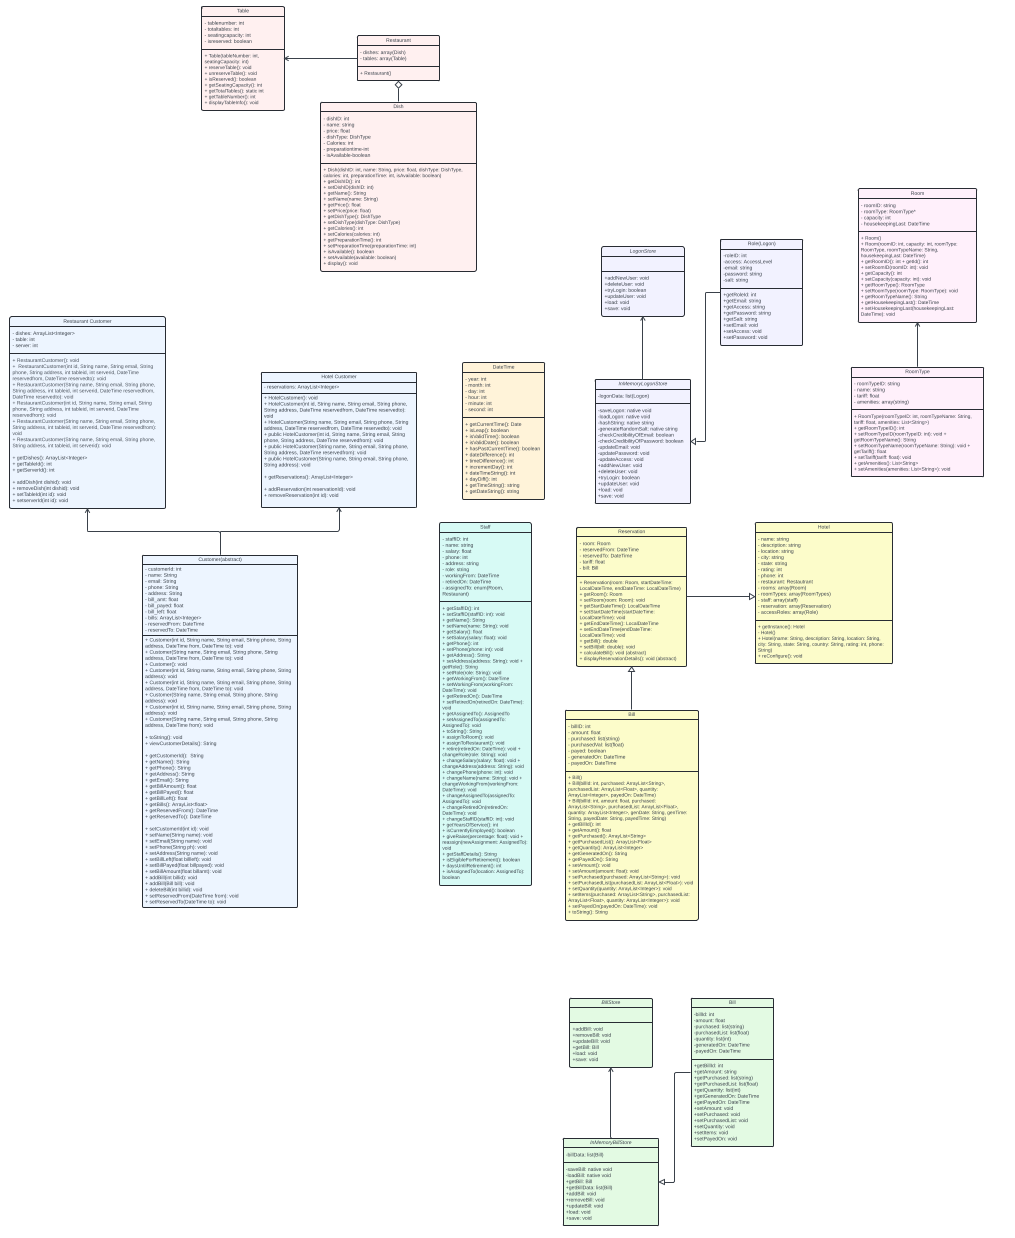 Table
- tablenumber: int
- totaltables: int
- seatingcapacity: int
- isreserved: boolean
+ Table(tableNumber: int,
seatingCapacity: int)
+ reserveTable(): void
+ unreserveTable(): void
+ isReserved(): boolean
+ getSeatingCapacity(): int
+ getTotalTables(): static int
+ getTableNumber(): int
+ displayTableInfo(): void
Restaurant
- dishes: array(Dish)
- tables: array(Table)
+ Restaurant()
Dish
- dishID: int
- name: string
- price: float
- dishType: DishType
- Calories: int
- preparationtime-int
- isAvailable-boolean
+ Dish(dishID: int, name: String, price: float, dishType: DishType,
calories: int, preparationTime: int, isAvailable: boolean)
+ getDishID(): int
+ setDishID(dishID: int)
+ getName(): String
+ setName(name: String)
+ getPrice(): float
+ setPrice(price: float)
+ getDishType(): DishType
+ setDishType(dishType: DishType)
+ getCalories(): int
+ setCalories(calories: int)
+ getPreparationTime(): int
+ setPreparationTime(preparationTime: int)
+ isAvailable(): boolean
+ setAvailable(available: boolean)
+ display(): void
Room
- roomID: string
- roomType: RoomType*
- capacity: int
- housekeepingLast: DateTime
+ Room()
+ Room(roomID: int, capacity: int, roomType:
RoomType, roomTypeName: String,
housekeepingLast: DateTime)
+ getRoomID(): int + getId(): int
+ setRoomID(roomID: int): void
+ getCapacity(): int
+ setCapacity(capacity: int): void
+ getRoomType(): RoomType
+ setRoomType(roomType: RoomType): void
+ getRoomTypeName(): String
+ getHousekeepingLast(): DateTime
+ setHousekeepingLast(housekeepingLast:
DateTime): void
LogonStore
+addNewUser: void
+deleteUser: void
+tryLogin: boolean
+updateUser: void
+load: void
+save: void
Role(Logon)
-roleID: int
-access: AccessLevel
-email: string
-password: string
-salt: string
+getRoleId: int
+getEmail: string
+getAccess: string
+getPassword: string
+getSalt: string
+setEmail: void
+setAccess: void
+setPassword: void
Restaurant Customer
- dishes: ArrayList<Integer>
- table: int
- server: int
+ RestaurantCustomer(): void
+ RestaurantCustomer(int id, String name, String email, String
phone, String address, int tableid, int serverid, DateTime
reservedfrom, DateTime reservedto): void
+ RestaurantCustomer(String name, String email, String phone,
String address, int tableid, int serverid, DateTime reservedfrom,
DateTime reservedto): void
+ RestaurantCustomer(int id, String name, String email, String
phone, String address, int tableid, int serverid, DateTime
reservedfrom): void
+ RestaurantCustomer(String name, String email, String phone,
String address, int tableid, int serverid, DateTime reservedfrom):
void
+ RestaurantCustomer(String name, String email, String phone,
String address, int tableid, int serverid): void
+ getDishes(): ArrayList<Integer>
+ getTableId(): int
+ getServerId(): int
+ addDish(int dishid): void
+ removeDish(int dishid): void
+ setTableId(int id): void
+ setserverId(int id): void
Hotel Customer
- reservations: ArrayList<Integer>
+ HotelCustomer(): void
+ HotelCustomer(int id, String name, String email, String phone,
String address, DateTime reservedfrom, DateTime reservedto):
void
+ HotelCustomer(String name, String email, String phone, String
address, DateTime reservedfrom, DateTime reservedto): void
+ public HotelCustomer(int id, String name, String email, String
phone, String address, DateTime reservedfrom): void
+ public HotelCustomer(String name, String email, String phone,
String address, DateTime reservedfrom): void
+ public HotelCustomer(String name, String email, String phone,
String address): void
+ getReservations(): ArrayList<Integer>
+ addReservation(int reservationid): void
+ removeReservation(int id): void
DateTime
- year: int
- month: int
- day: int
- hour: int
- minute: int
- second: int
+ getCurrentTime(): Date
+ isLeap(): boolean
+ isValidTime(): boolean
+ isValidDate(): boolean
+ hasPastCurrentTime(): boolean
+ dateDifference(): int
+ timeDifference(): int
+ incrementDay(): int
+ dateTimeString(): int
+ dayDiff(): int
+ getTimeString(): string
+ getDateString(): string
InMemoryLogonStore
-logonData: list(Logon)
-saveLogon: native void
-loadLogon: native void
-hashString: native string
-generateRandomSalt: native string
-checkCredibilityOfEmail: boolean
-checkCredibilityOfPassword: boolean
-updateEmail: void
-updatePassword: void
-updateAccess: void
+addNewUser: void
+deleteUser: void
+tryLogin: boolean
+updateUser: void
+load: void
+save: void
RoomType
- roomTypeID: string
- name: string
- tariff: float
- amenities: array(string)
+ RoomType(roomTypeID: int, roomTypeName: String,
tariff: float, amenities: List<String>)
+ getRoomTypeID(): int
+ setRoomTypeID(roomTypeID: int): void +
getRoomTypeName(): String
+ setRoomTypeName(roomTypeName: String): void +
getTariff(): float
+ setTariff(tariff: float): void
+ getAmenities(): List<String>
+ setAmenities(amenities: List<String>): void
Customer(abstract)
- customerId: int
- name: String
- email: String
- phone: String
- address: String
- bill_amt: float
- bill_payed: float
- bill_left: float
- bills: ArrayList<Integer>
- reservedFrom: DateTime
- reservedTo: DateTime
+ Customer(int id, String name, String email, String phone, String
address, DateTime from, DateTime to): void
+ Customer(String name, String email, String phone, String
address, DateTime from, DateTime to): void
+ Customer(): void
+ Customer(int id, String name, String email, String phone, String
address): void
+ Customer(int id, String name, String email, String phone, String
address, DateTime from, DateTime to): void
+ Customer(String name, String email, String phone, String
address): void
+ Customer(int id, String name, String email, String phone, String
address): void
+ Customer(String name, String email, String phone, String
address, DateTime from): void
+ toString(): void
+ viewCustomerDetails(): String
+ getCustomerId(): String
+ getName(): String
+ getPhone(): String
+ getAddress(): String
+ getEmail(): String
+ getBillAmount(): float
+ getBillPayed(): float
+ getBillLeft(): float
+ getBills(): ArrayList<float>
+ getReservedFrom(): DateTime
+ getReservedTo(): DateTime
+ setCustomerId(int id): void
+ setName(String name): void
+ setEmail(String name): void
+ setPhone(String ph): void
+ setAddress(String name): void
+ setBillLeft(float billleft): void
+ setBillPayed(float billpayed): void
+ setBillAmount(float billamt): void
+ addBill(int billid): void
+ addBill(Bill bill): void
+ deleteBill(int billid): void
+ setReservedFrom(DateTime from): void
+ setReservedTo(DateTime to): void
Staff
- staffID: int
- name: string
- salary: float
- phone: int
- address: string
- role: string
- workingFrom: DateTime
- retiredOn: DateTime
- assignedTo: enum(Room,
Restaurant)
+ getStaffID(): int
+ setStaffID(staffID: int): void
+ getName(): String
+ setName(name: String): void
+ getSalary(): float
+ setSalary(salary: float): void
+ getPhone(): int
+ setPhone(phone: int): void
+ getAddress(): String
+ setAddress(address: String): void +
getRole(): String
+ setRole(role: String): void
+ getWorkingFrom(): DateTime
+ setWorkingFrom(workingFrom:
DateTime): void
+ getRetiredOn(): DateTime
+ setRetiredOn(retiredOn: DateTime):
void
+ getAssignedTo(): AssignedTo
+ setAssignedTo(assignedTo:
AssignedTo): void
+ toString(): String
+ assignToRoom(): void
+ assignToRestaurant(): void
+ retire(retiredOn: DateTime): void +
changeRole(role: String): void
+ changeSalary(salary: float): void +
changeAddress(address: String): void
+ changePhone(phone: int): void
+ changeName(name: String): void +
changeWorkingFrom(workingFrom:
DateTime): void
+ changeAssignedTo(assignedTo:
AssignedTo): void
+ changeRetiredOn(retiredOn:
DateTime): void
+ changeStaffID(staffID: int): void
+ getYearsOfService(): int
+ isCurrentlyEmployed(): boolean
+ giveRaise(percentage: float): void +
reassign(newAssignment: AssignedTo):
void
+ getStaffDetails(): String
+ isEligibleForRetirement(): boolean
+ daysUntilRetirement(): int
+ isAssignedTo(location: AssignedTo):
boolean
Reservation
- room: Room
- reservedFrom: DateTime
- reservedTo: DateTime
- tariff: float
- bill: Bill
+ Reservation(room: Room, startDateTime:
LocalDateTime, endDateTime: LocalDateTime)
+ getRoom(): Room
+ setRoom(room: Room): void
+ getStartDateTime(): LocalDateTime
+ setStartDateTime(startDateTime:
LocalDateTime): void
+ getEndDateTime(): LocalDateTime
+ setEndDateTime(endDateTime:
LocalDateTime): void
+ getBill(): double
+ setBill(bill: double): void
+ calculateBill(): void (abstract)
+ displayReservationDetails(): void (abstract)
Hotel
- name: string
- description: string
- location: string
- city: string
- state: string
- rating: int
- phone: int
- restaurant: Restaurant
- rooms: array(Room)
- roomTypes: array(RoomTypes)
- staff: array(staff)
- reservation: array(Reservation)
- accessRoles: array(Role)
+ getInstance(): Hotel
- Hotel()
- Hotel(name: String, description: String, location: String,
city: String, state: String, country: String, rating: int, phone:
String)
+ reConfigure(): void
Bill
- billID: int
- amount: float
- purchased: list(string)
- purchasedVal: list(float)
- payed: boolean
- generatedOn: DateTime
- payedOn: DateTime
+ Bill()
+ Bill(billId: int, purchased: ArrayList<String>,
purchasedList: ArrayList<Float>, quantity:
ArrayList<Integer>, payedOn: DateTime)
+ Bill(billId: int, amount: float, purchased:
ArrayList<String>, purchasedList: ArrayList<Float>,
quantity: ArrayList<Integer>, genDate: String, genTime:
String, payedDate: String, payedTime: String)
+ getBillId(): int
+ getAmount(): float
+ getPurchased(): ArrayList<String>
+ getPurchasedList(): ArrayList<Float>
+ getQuantity(): ArrayList<Integer>
+ getGeneratedOn(): String
+ getPayedOn(): String
+ setAmount(): void
+ setAmount(amount: float): void
+ setPurchased(purchased: ArrayList<String>): void
+ setPurchasedList(purchasedList: ArrayList<Float>): void
+ setQuantity(quantity: ArrayList<Integer>): void
+ setItems(purchased: ArrayList<String>, purchasedList:
ArrayList<Float>, quantity: ArrayList<Integer>): void
+ setPayedOn(payedOn: DateTime): void
+ toString(): String
BillStore
+addBill: void
+removeBill: void
+updateBill: void
+getBill: Bill
+load: void
+save: void
Bill
-billId: int
-amount: float
-purchased: list(string)
-purchasedList: list(float)
-quantity: list(int)
-generatedOn: DateTime
-payedOn: DateTime
+getBillId: int
+getAmount: string
+getPurchased: list(string)
+getPurchasedList: list(float)
+getQuantity: list(int)
+getGeneratedOn: DateTime
+getPayedOn: DateTime
+setAmount: void
+setPurchased: void
+setPurchasedList: void
+setQuantity: void
+setItems: void
+setPayedOn: void
InMemoryBillStore
-billData: list(Bill)
-saveBill: native void
-loadBill: native void
+getBill: Bill
+getBillData: list(Bill)
+addBill: void
+removeBill: void
+updateBill: void
+load: void
+save: void